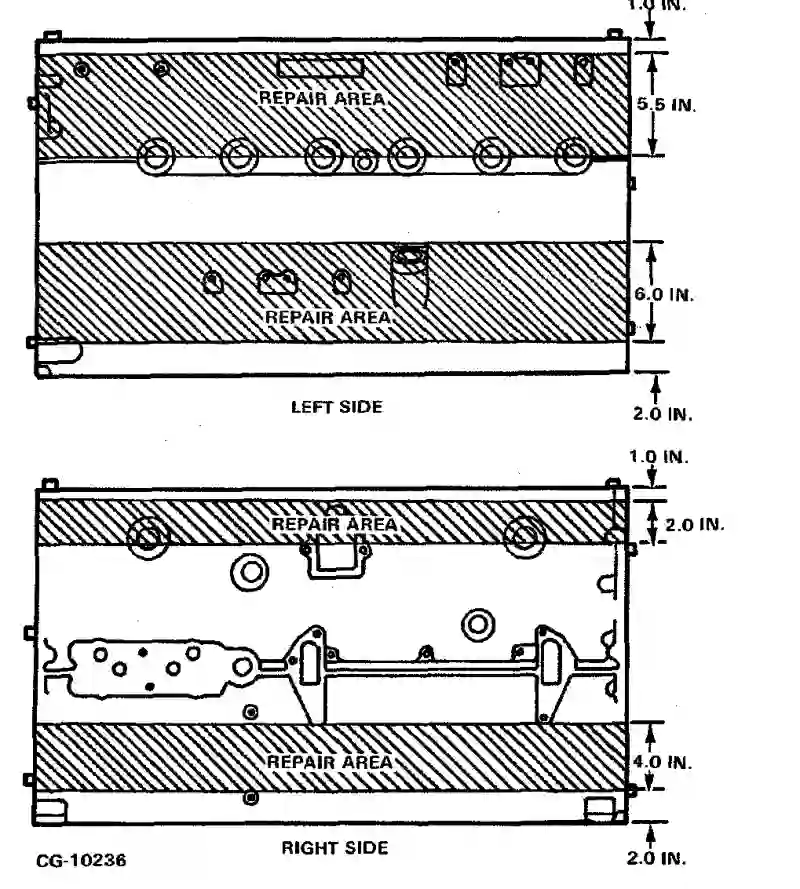 1.0 IN.
REPAIR AREA
5.5 IN.
6.0 IN.
REPAIR AREA
LEFT SIDE
2.0 IN.
1.0 IN.
REPAIR AREA
2.0 IN.
REPAIR AREA
4.0 IN.
RIGHT SIDE
CG-10236
2.0 IN.